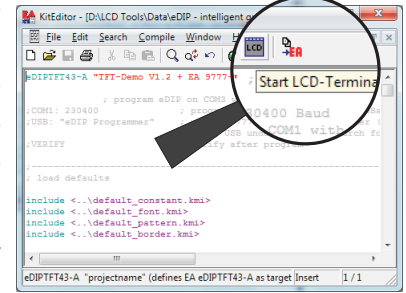 KitEditor - [D:\LCD Tools\Data\eDIP - intelligent
File Edit Search Compile Window
LCD
EA
Start LCD-Termina
eDIPTFT43-A "TFT-Demo V1.2 + EA 9777-
; program eDIP on COM3
;COM1: 230400 ; 00400 Baud
;USB: "eDIP Programmer" COM1 with
;VERIFY after program
; load defaults
include <..\default_constant.kmi>
include <..\default_font.kmi>
include <..\default_pattern.kmi>
include <..\default_border.kmi>
eDIPTFT43-A "projectname" (defines EA eDIPTFT43-A as target Insert 1 / 1